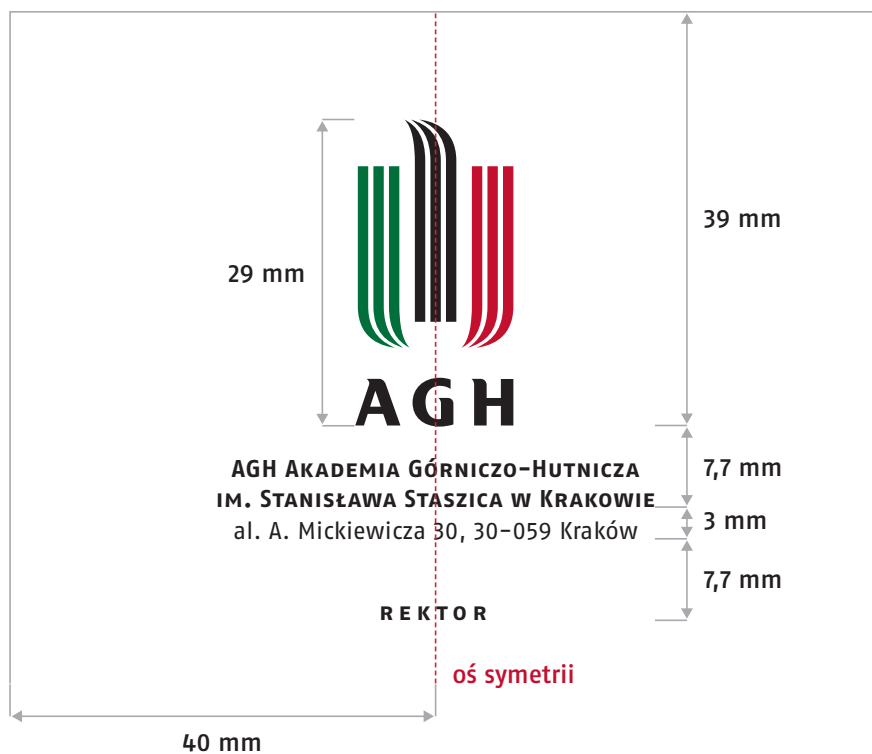 39 mm
29 mm
AGH
AGH Akademia Górniczo-Hutnicza
im. Stanisława Staszica w Krakowie
al. A. Mickiewicza 30, 30-059 Kraków
7,7 mm
3 mm
7,7 mm
REKTOR
oś symetrii
40 mm